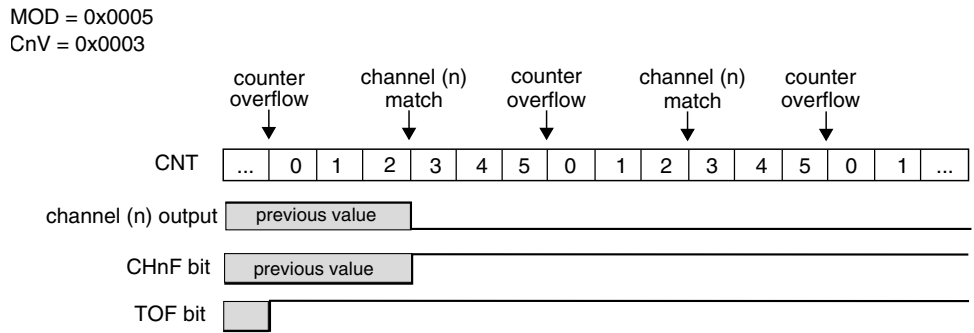 MOD = 0x0005
CnV = 0x0003
counter overflow
channel (n) match
counter overflow
channel (n) match
counter overflow
CNT ... 0 1 2 3 4 5 0 1 2 3 4 5 0 1 ...
channel (n) output previous value
CHnF bit previous value
TOF bit